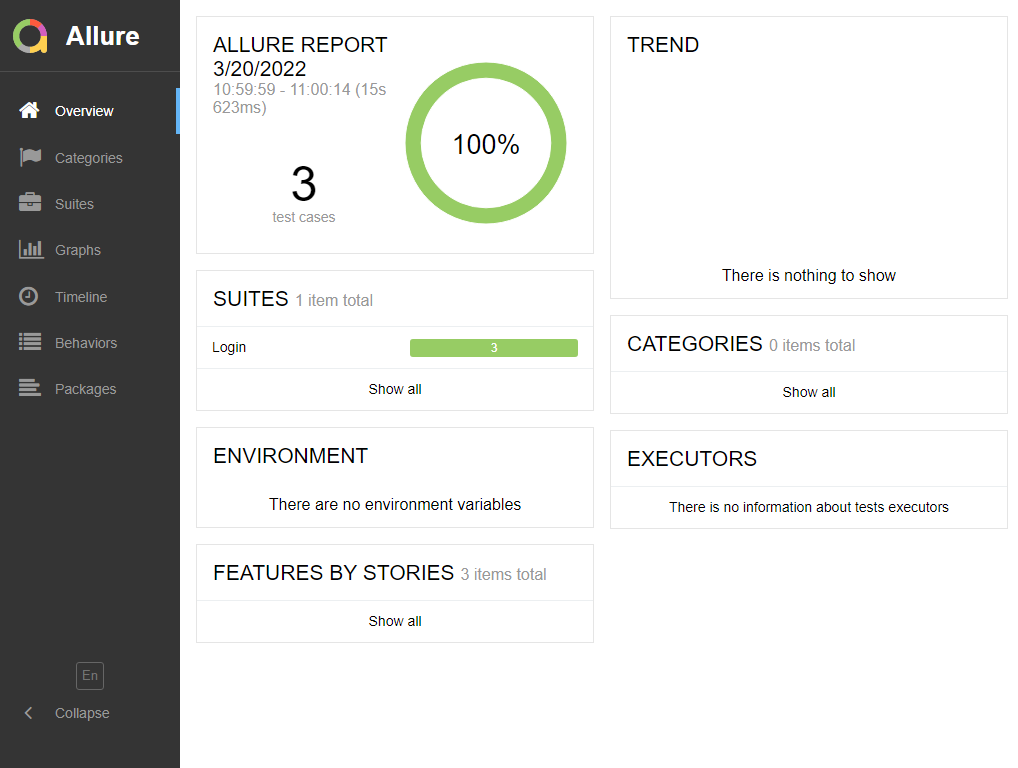 Allure
Overview
Categories
Suites
Graphs
Timeline
Behaviors
Packages
En
Collapse
ALLURE REPORT
3/20/2022
10:59:59 - 11:00:14 (15s
623ms)
3
test cases
100%
SUITES 1 item total
Login 3
Show all
ENVIRONMENT
There are no environment variables
FEATURES BY STORIES 3 items total
Show all
TREND
There is nothing to show
CATEGORIES 0 items total
Show all
EXECUTORS
There is no information about tests executors